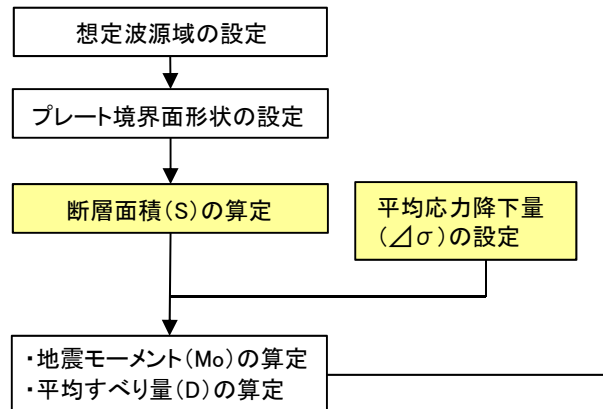 想定波源域の設定
プレート境界面形状の設定
断層面積(S)の算定
平均応力降下量
(⊿σ)の設定
・地震モーメント(Mo)の算定
・平均すべり量(D)の算定